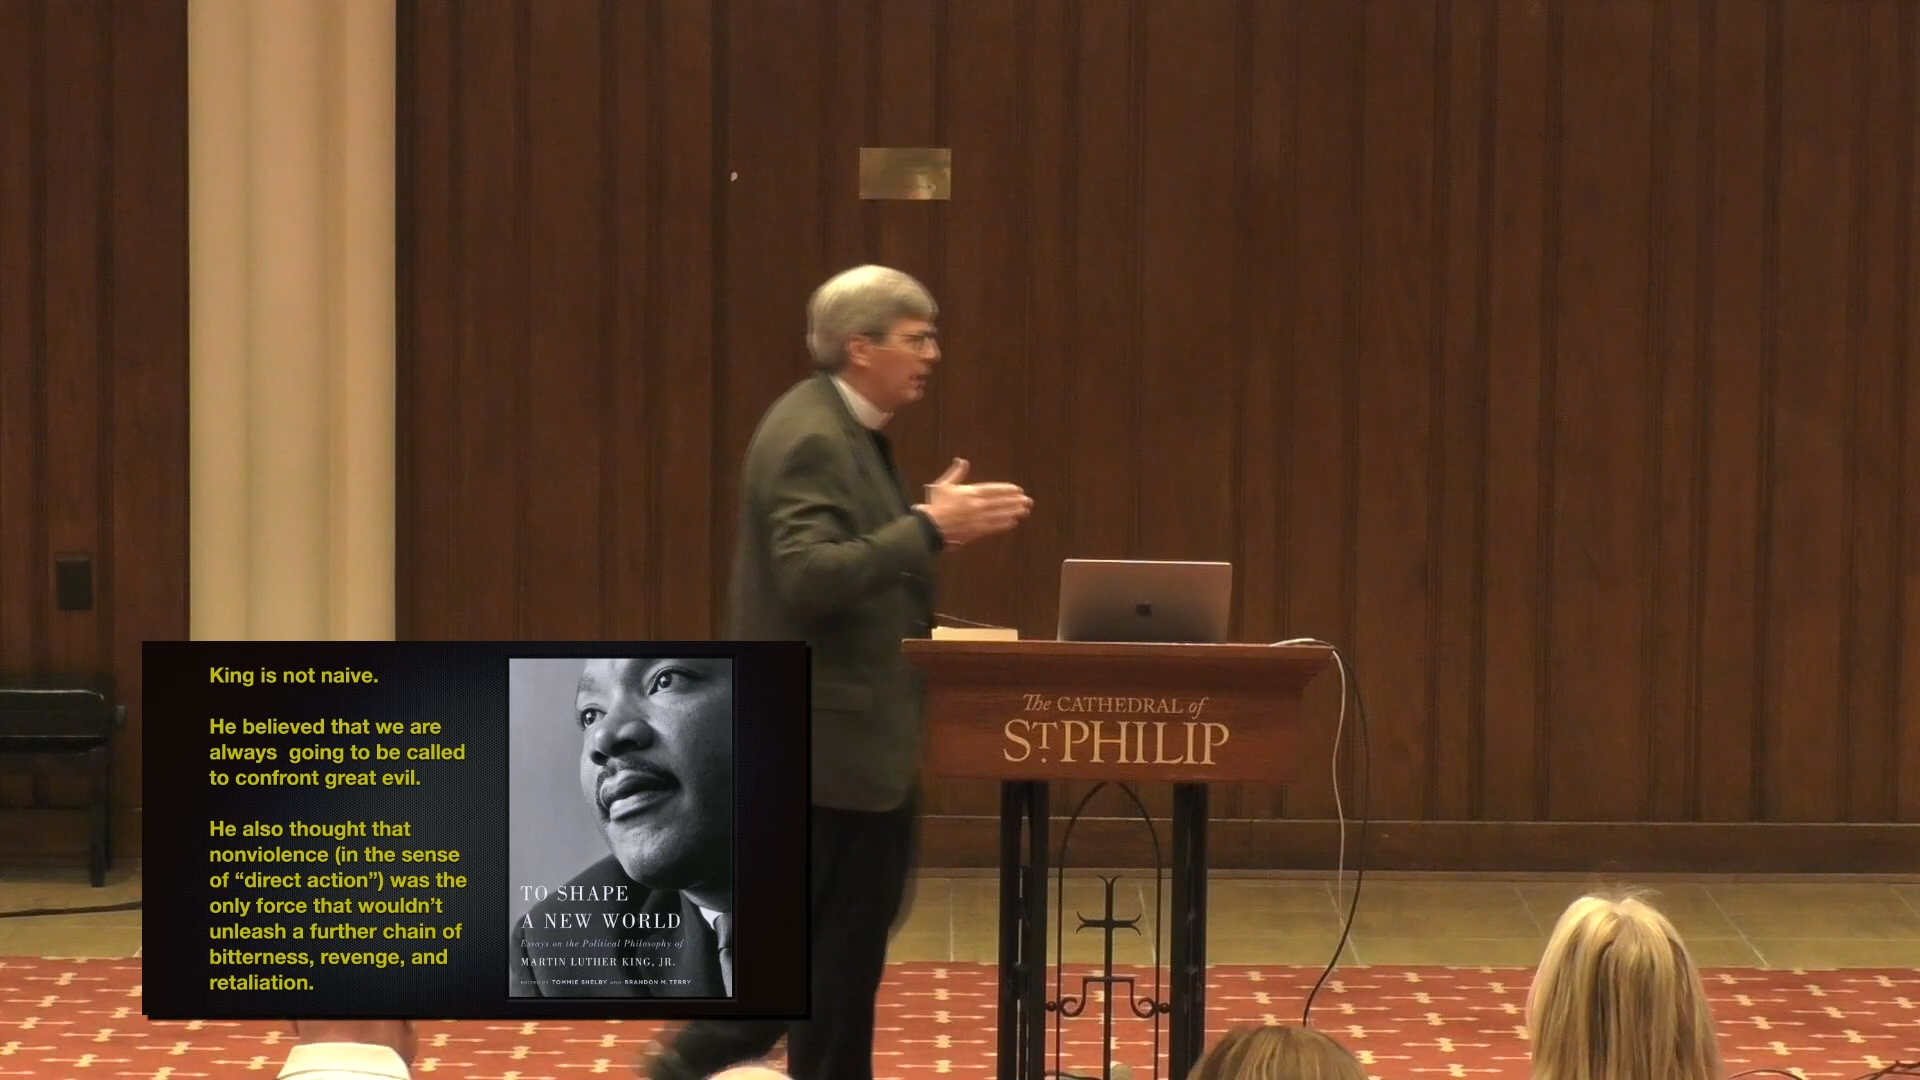 King is not naive.
He believed that we are
always going to be called
to confront great evil.
He also thought that
nonviolence (in the sense
of “direct action”) was the
only force that wouldn’t
unleash a further chain of
bitterness, revenge, and
retaliation.
TO SHAPE
A NEW WORLD
Essays on the Political Philosophy of
MARTIN LUTHER KING, JR.
EDITED BY TOMMIE SHELBY AND BRANDON M. TERRY
The CATHEDRAL of
ST. PHILIP